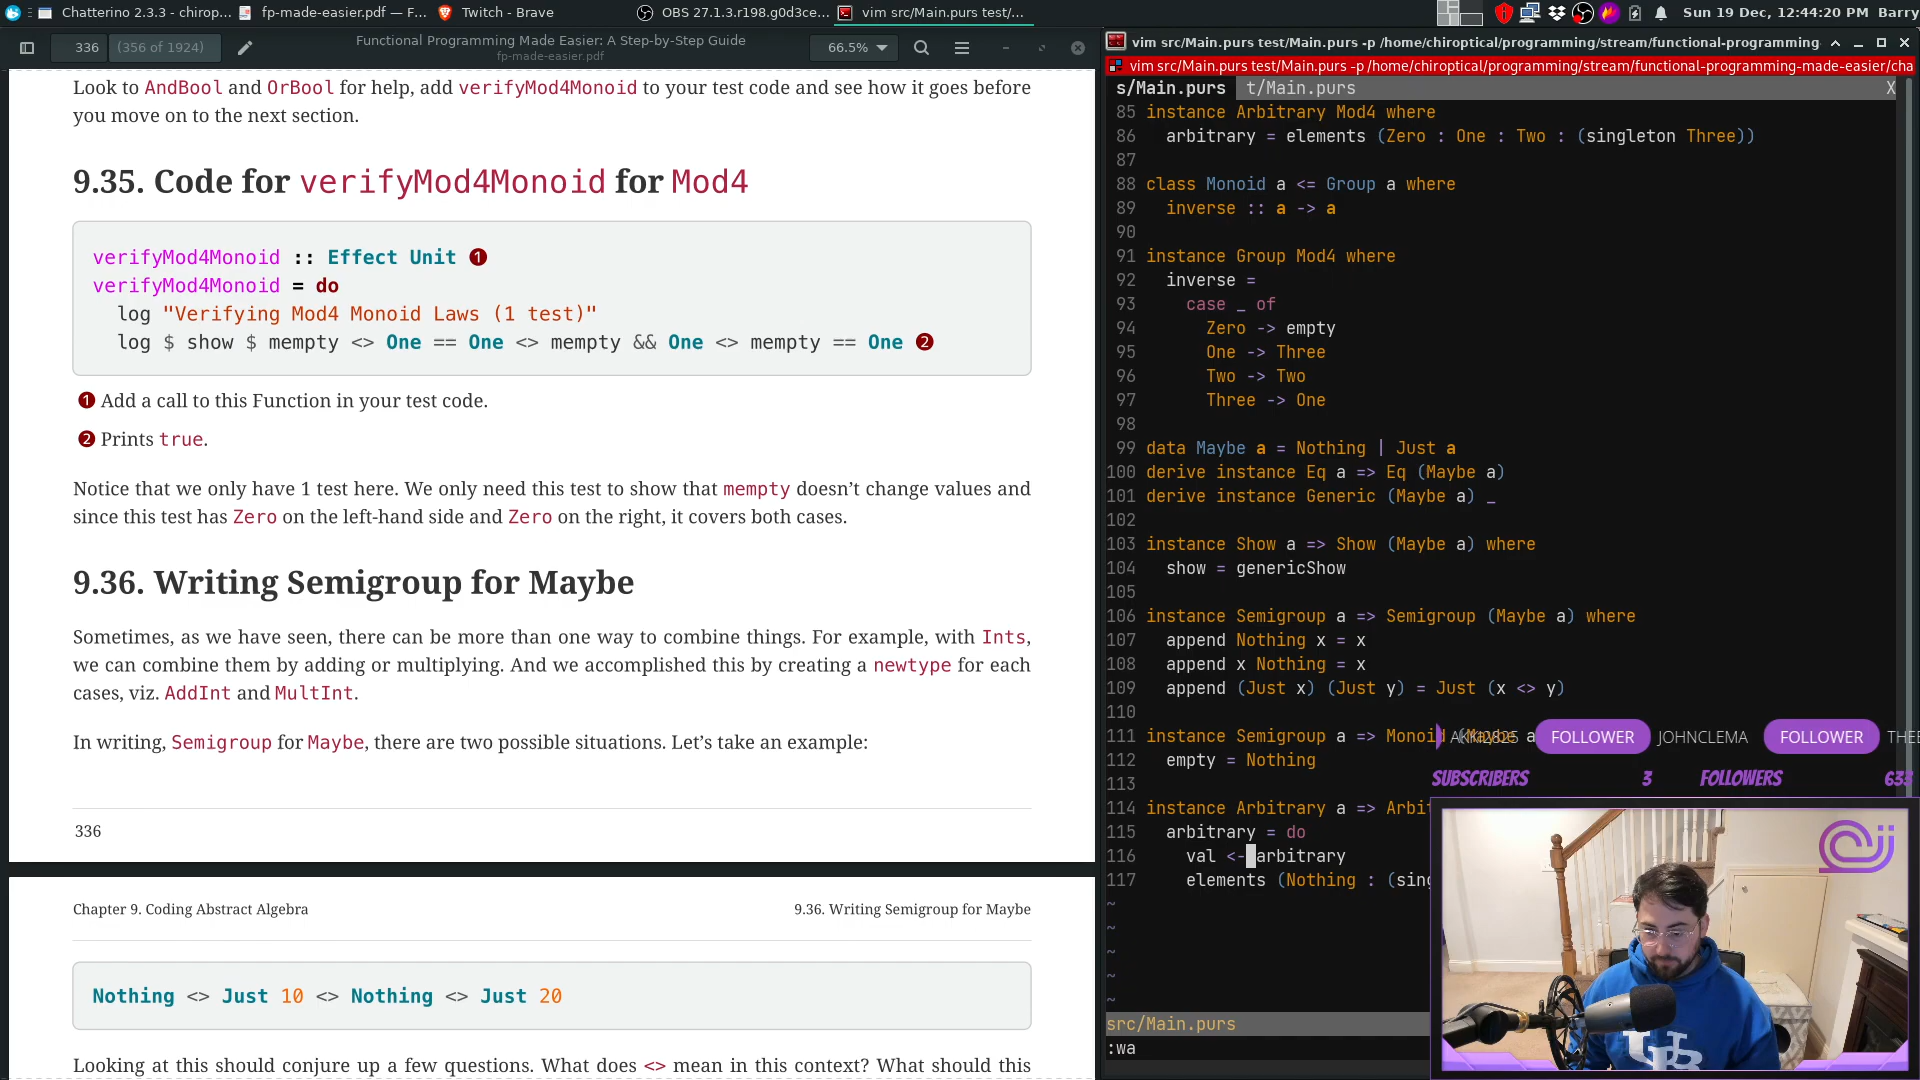 Chatterino 2.3.3 - chirop...
fp-made-easier.pdf — F...
Twitch - Brave
OBS 27.1.3.r198.g0d3ce...
vim src/Main.purs test/...
Sun 19 Dec, 12:44:20 PM Barry
336 (356 of 1924)
Functional Programming Made Easier: A Step-by-Step Guide
fp-made-easier.pdf
66.5%
Look to AndBool and OrBool for help, add verifyMod4Monoid to your test code and see how it goes before
you move on to the next section.
9.35. Code for verifyMod4Monoid for Mod4
verifyMod4Monoid :: Effect Unit 1
verifyMod4Monoid = do
log "Verifying Mod4 Monoid Laws (1 test)"
log $ show $ mempty <> One == One <> mempty && One <> mempty == One 2
1 Add a call to this Function in your test code.
2 Prints true.
Notice that we only have 1 test here. We only need this test to show that mempty doesn’t change values and
since this test has Zero on the left-hand side and Zero on the right, it covers both cases.
9.36. Writing Semigroup for Maybe
Sometimes, as we have seen, there can be more than one way to combine things. For example, with Ints,
we can combine them by adding or multiplying. And we accomplished this by creating a newtype for each
cases, viz. AddInt and MultInt.
In writing, Semigroup for Maybe, there are two possible situations. Let’s take an example:
336
Chapter 9. Coding Abstract Algebra
9.36. Writing Semigroup for Maybe
Nothing <> Just 10 <> Nothing <> Just 20
Looking at this should conjure up a few questions. What does <> mean in this context? What should this
vim src/Main.purs test/Main.purs -p /home/chiroptical/programming/stream/functional-programming-
vim src/Main.purs test/Main.purs -p /home/chiroptical/programming/stream/functional-programming-made-easier/cha
s/Main.purs t/Main.purs X
85 instance Arbitrary Mod4 where
86 arbitrary = elements (Zero : One : Two : (singleton Three))
87
88 class Monoid a <= Group a where
89 inverse :: a -> a
90
91 instance Group Mod4 where
92 inverse =
93 case _ of
94 Zero -> empty
95 One -> Three
96 Two -> Two
97 Three -> One
98
99 data Maybe a = Nothing | Just a
100 derive instance Eq a => Eq (Maybe a)
101 derive instance Generic (Maybe a) _
102
103 instance Show a => Show (Maybe a) where
104 show = genericShow
105
106 instance Semigroup a => Semigroup (Maybe a) where
107 append Nothing x = x
108 append x Nothing = x
109 append (Just x) (Just y) = Just (x <> y)
110
111 instance Semigroup a => Monoid (Maybe a
112 empty = Nothing
113
114 instance Arbitrary a => Arbi
115 arbitrary = do
116 val <- arbitrary
117 elements (Nothing : (sing
~
~
~
~
~
src/Main.purs
:wa
FOLLOWER JOHNCLEMA FOLLOWER THEE
SUBSCRIBERS 3 FOLLOWERS 633